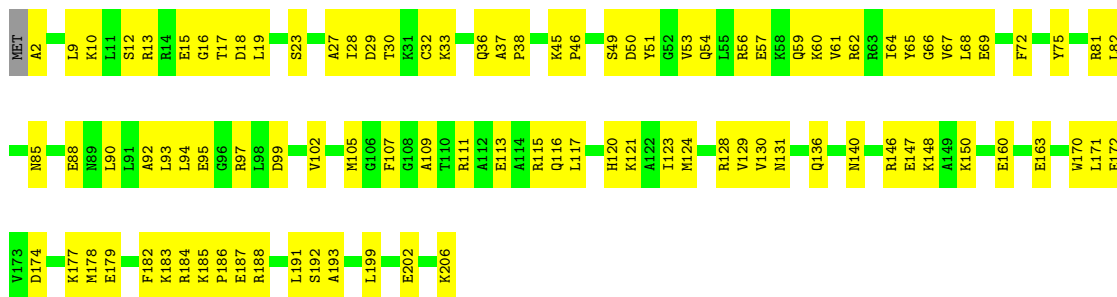 MET A2 L9 K10 L11 S12 R13 R14 E15 G16 T17 D18 L19 S23 A27 I28 D29 T30 K31 C32 K33 Q36 A37 P38 K45 P46 S49 D50 Y51 G52 V53 Q54 L55 R56 E57 K58 Q59 K60 V61 R62 R63 I64 Y65 G66 V67 L68 E69 F72 Y75 R81 L82
N85 E88 N89 L90 L91 A92 L93 L94 E95 G96 R97 L98 D99 V102 M105 G106 F107 G108 A109 T110 R111 A112 E113 A114 R115 Q116 L117 H120 K121 A122 I123 M124 R128 V129 V130 N131 Q136 N140 R146 E147 K148 A149 K150 E160 E163 W170 L171 E172
V173 D174 K177 M178 E179 F182 K183 R184 K185 P186 E187 R188 L191 S192 A193 L199 E202 K206